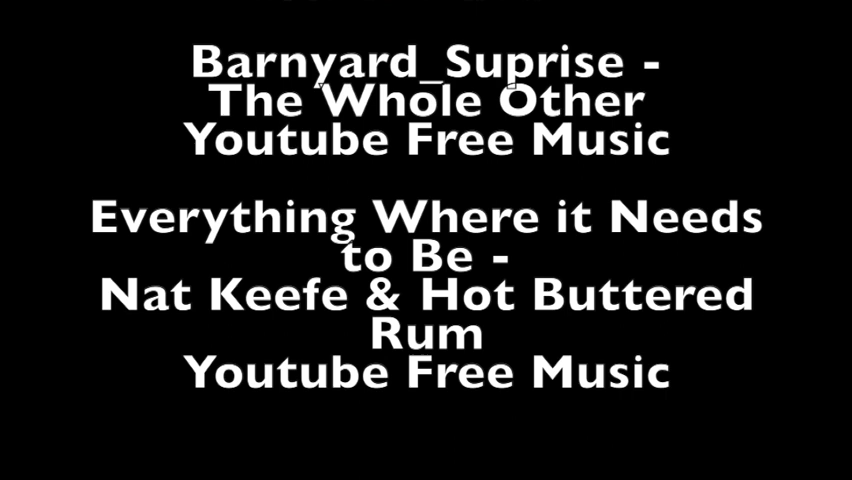 Barnyard_Suprise -
The Whole Other
Youtube Free Music
Everything Where it Needs
to Be -
Nat Keefe & Hot Buttered
Rum
Youtube Free Music